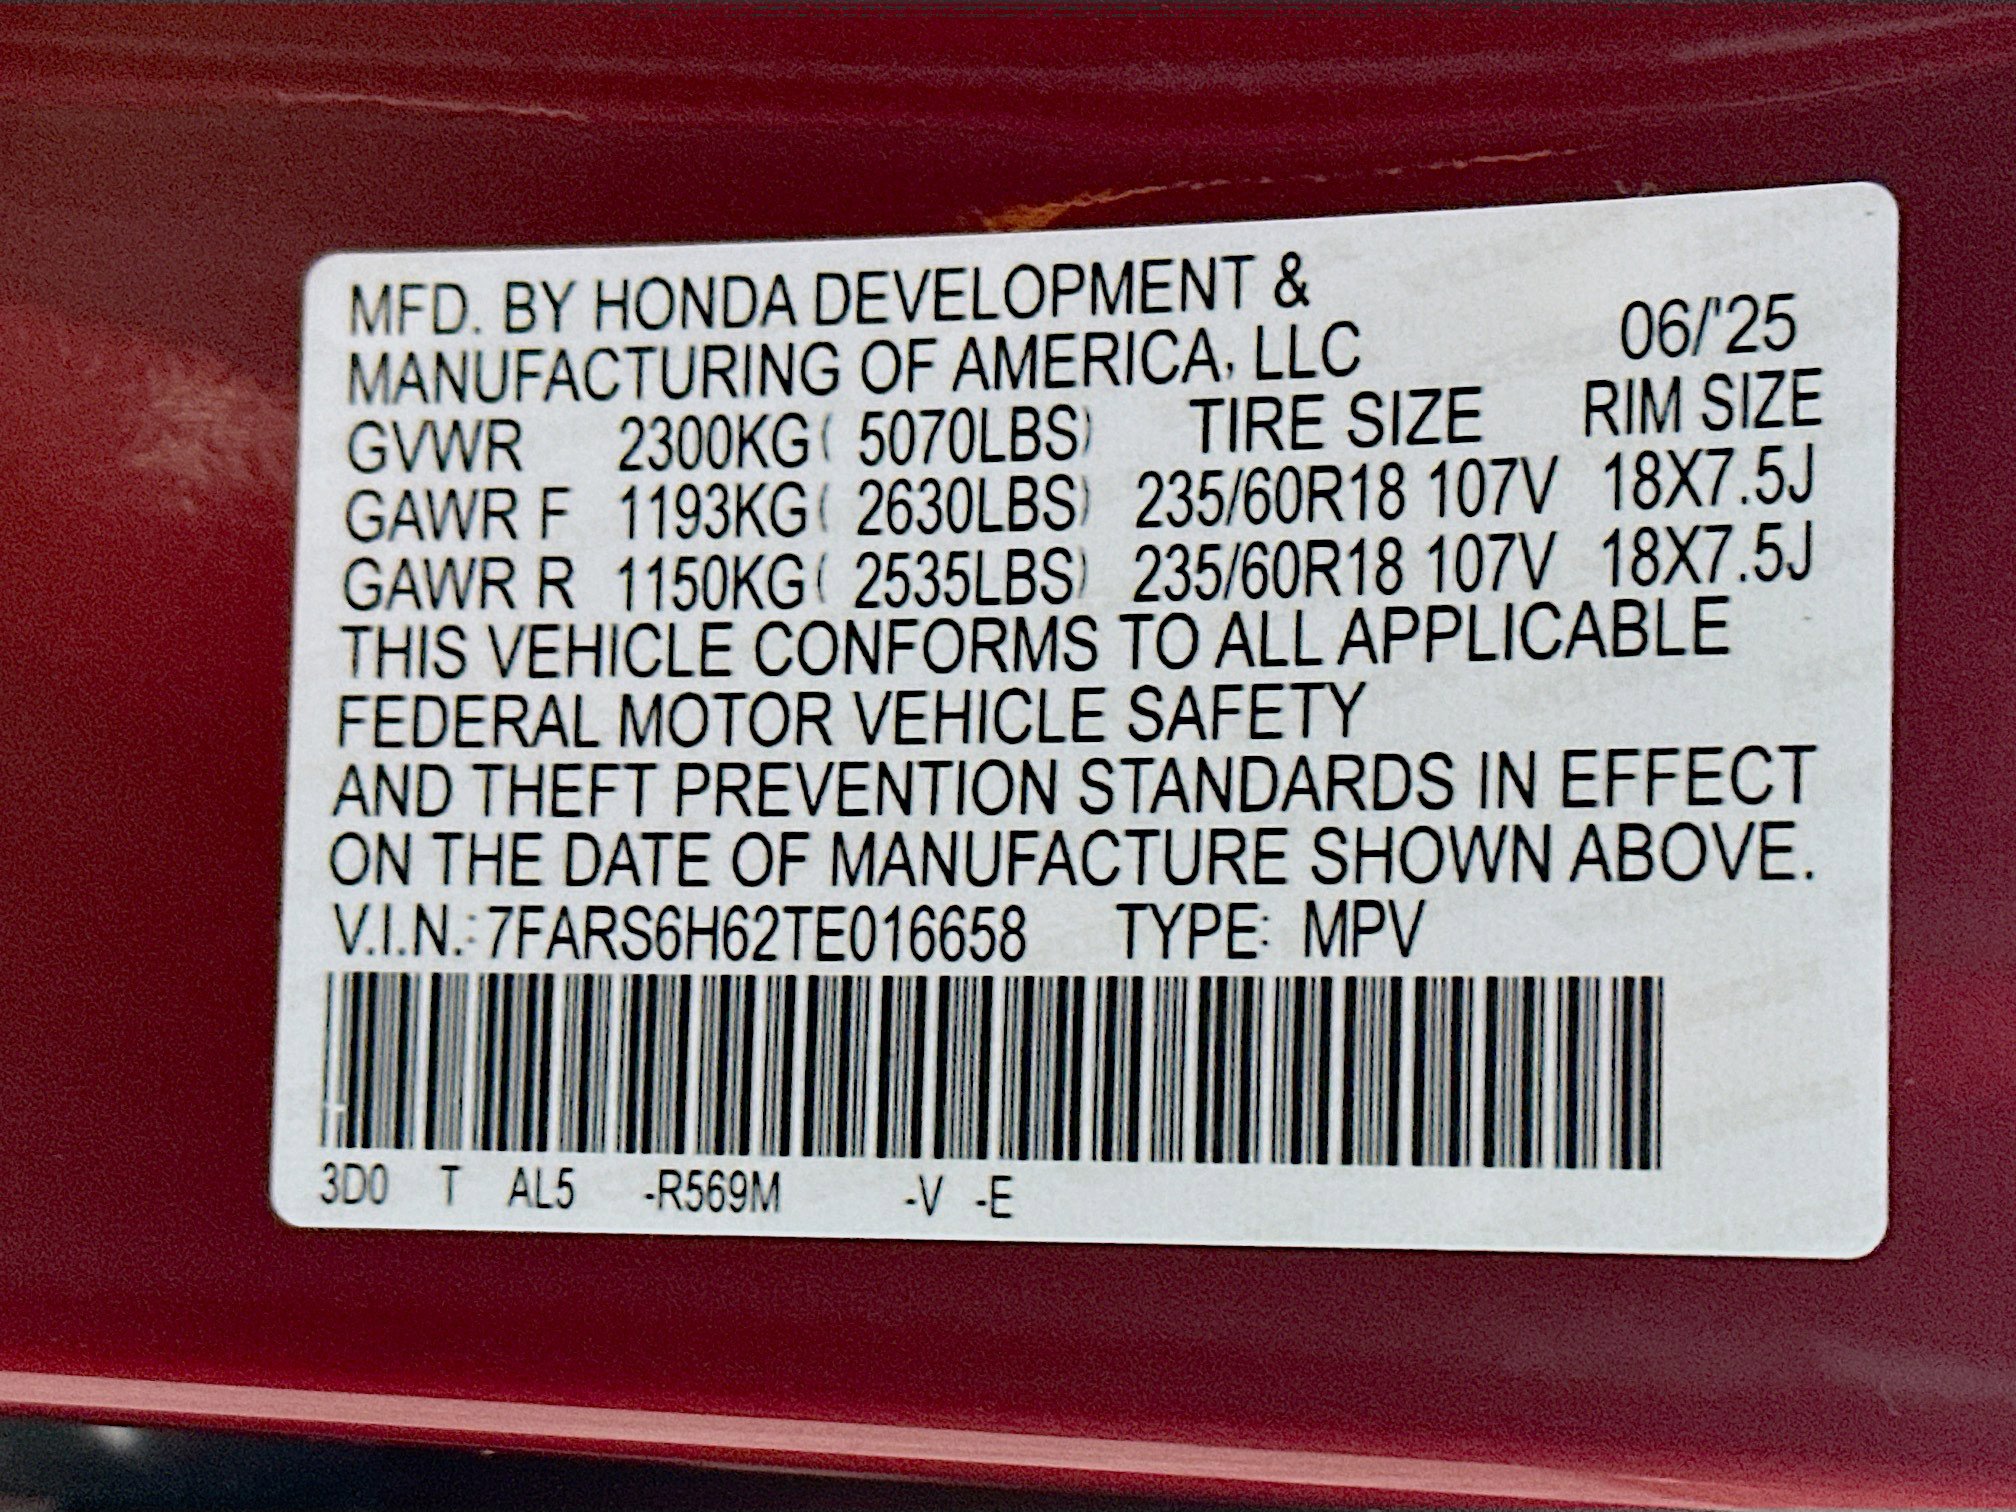 MFD. BY HONDA DEVELOPMENT &
MANUFACTURING OF AMERICA, LLC 06/'25
GVWR 2300KG( 5070LBS) TIRE SIZE RIM SIZE
GAWR F 1193KG( 2630LBS) 235/60R18 107V 18X7.5J
GAWR R 1150KG( 2535LBS) 235/60R18 107V 18X7.5J
THIS VEHICLE CONFORMS TO ALL APPLICABLE
FEDERAL MOTOR VEHICLE SAFETY
AND THEFT PREVENTION STANDARDS IN EFFECT
ON THE DATE OF MANUFACTURE SHOWN ABOVE.
V.I.N.: 7FARS6H62TE016658 TYPE: MPV
3D0 T AL5 -R569M -V -E